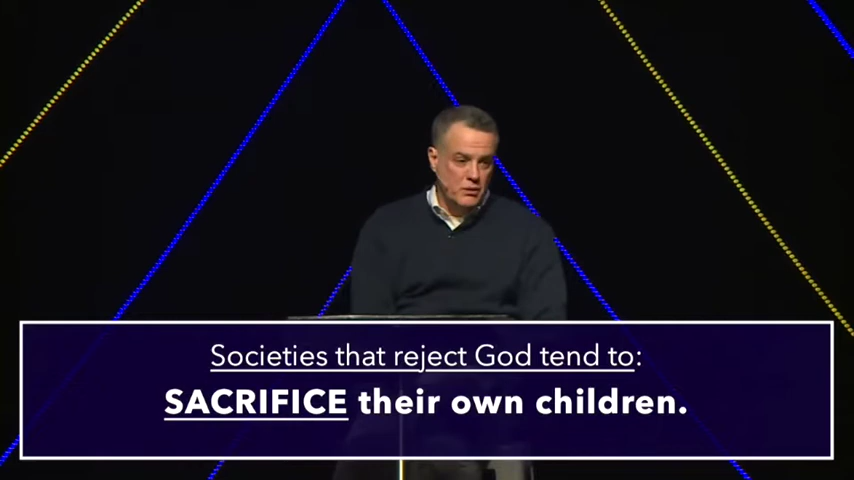 Societies that reject God tend to:
SACRIFICE their own children.